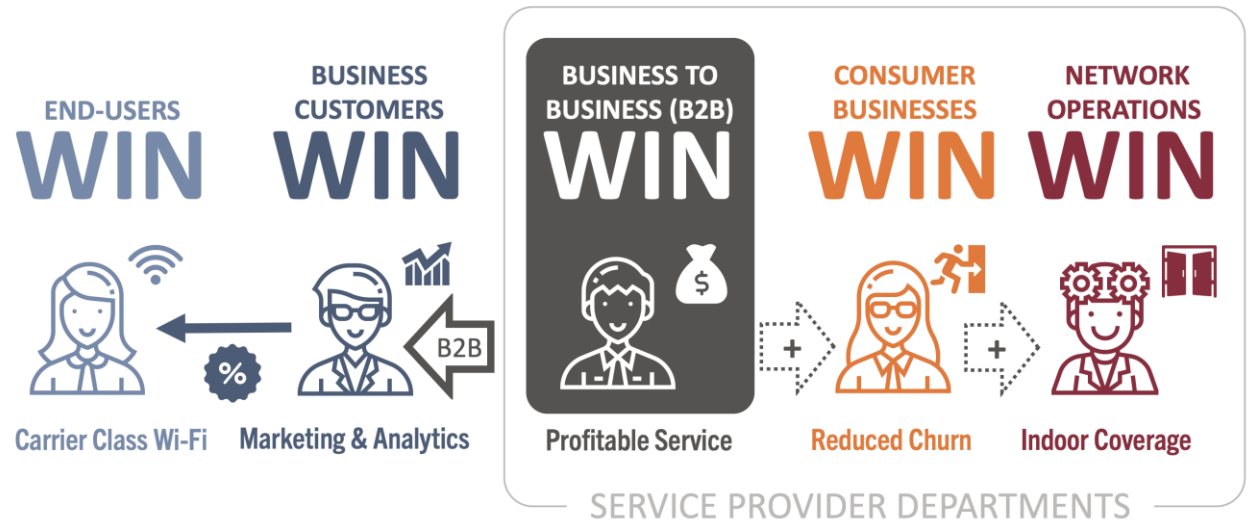 END-USERS
WIN
BUSINESS
CUSTOMERS
WIN
BUSINESS TO
BUSINESS (B2B)
WIN
CONSUMER
BUSINESSES
WIN
NETWORK
OPERATIONS
WIN
$
%
B2B
+
+
Carrier Class Wi-Fi
Marketing & Analytics
Profitable Service
Reduced Churn
Indoor Coverage
SERVICE PROVIDER DEPARTMENTS